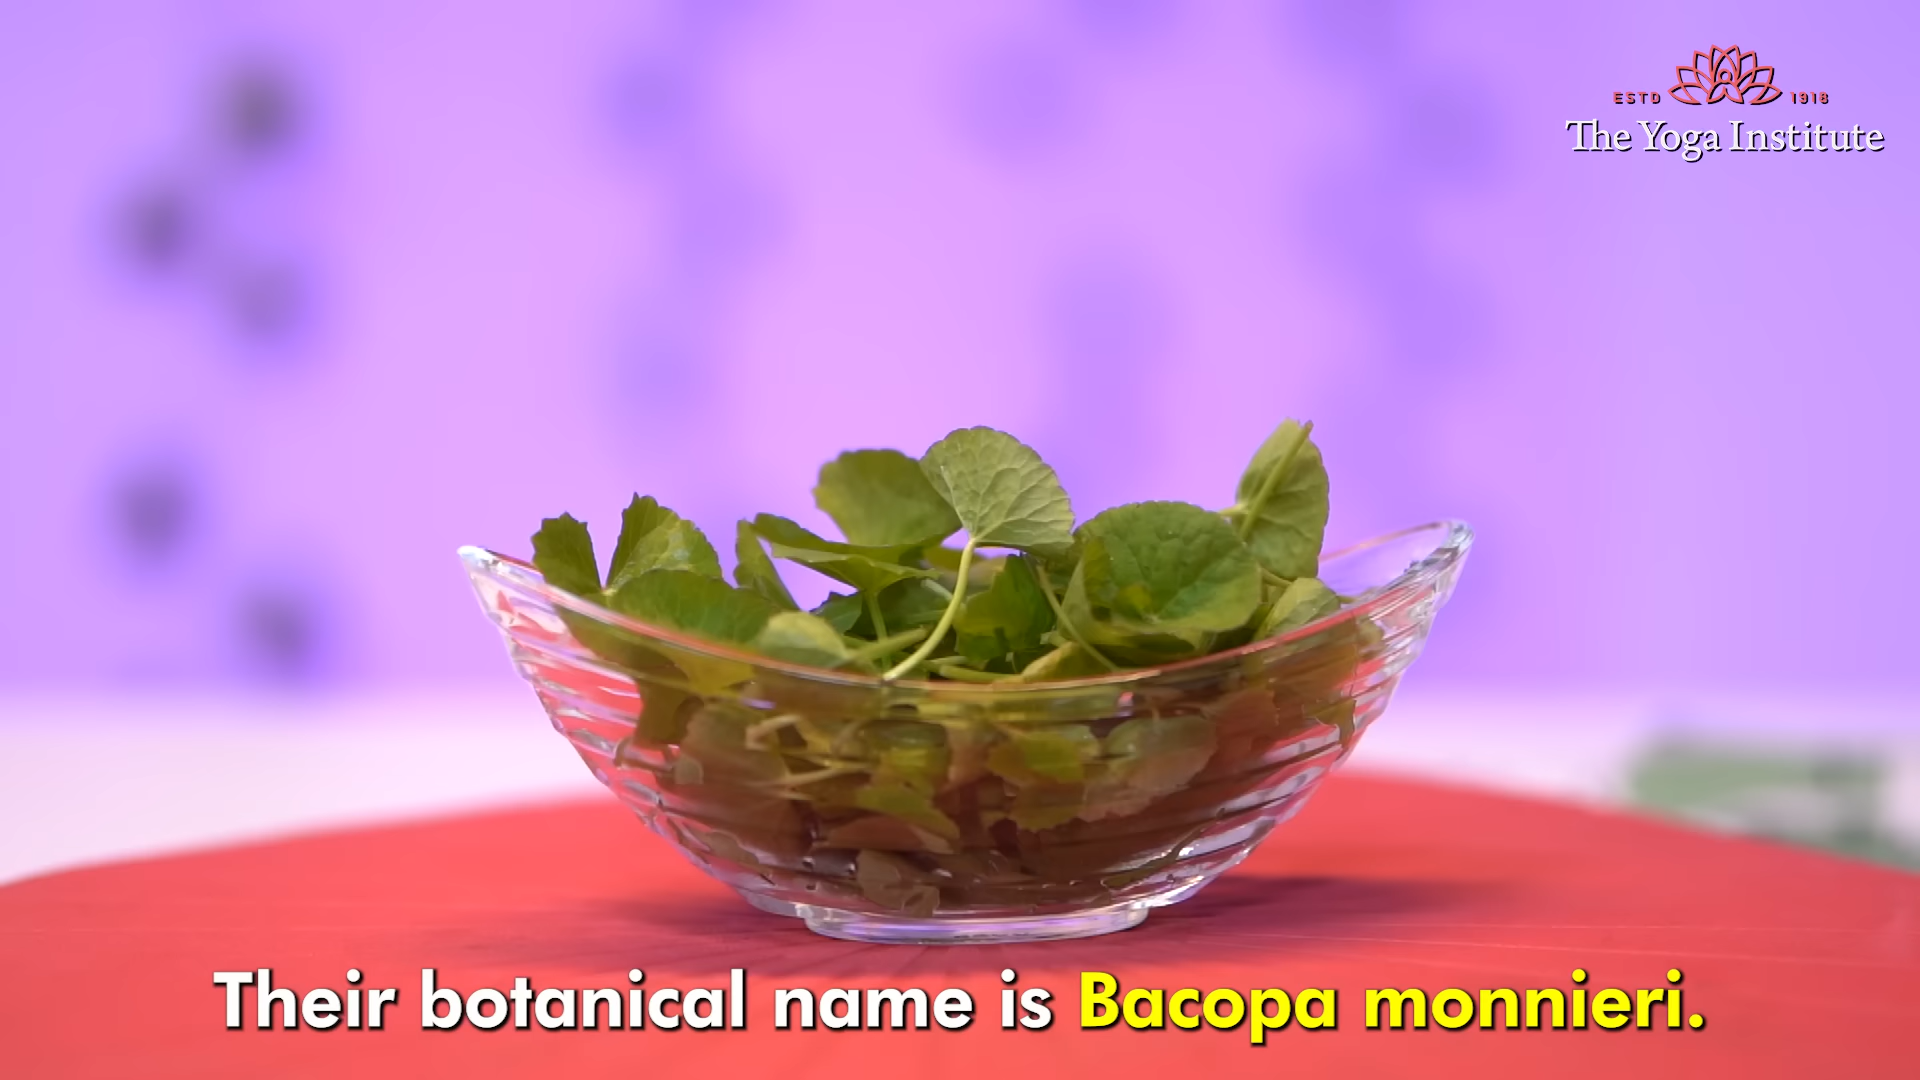 ESTD 1918
The Yoga Institute
Their botanical name is Bacopa monnieri.